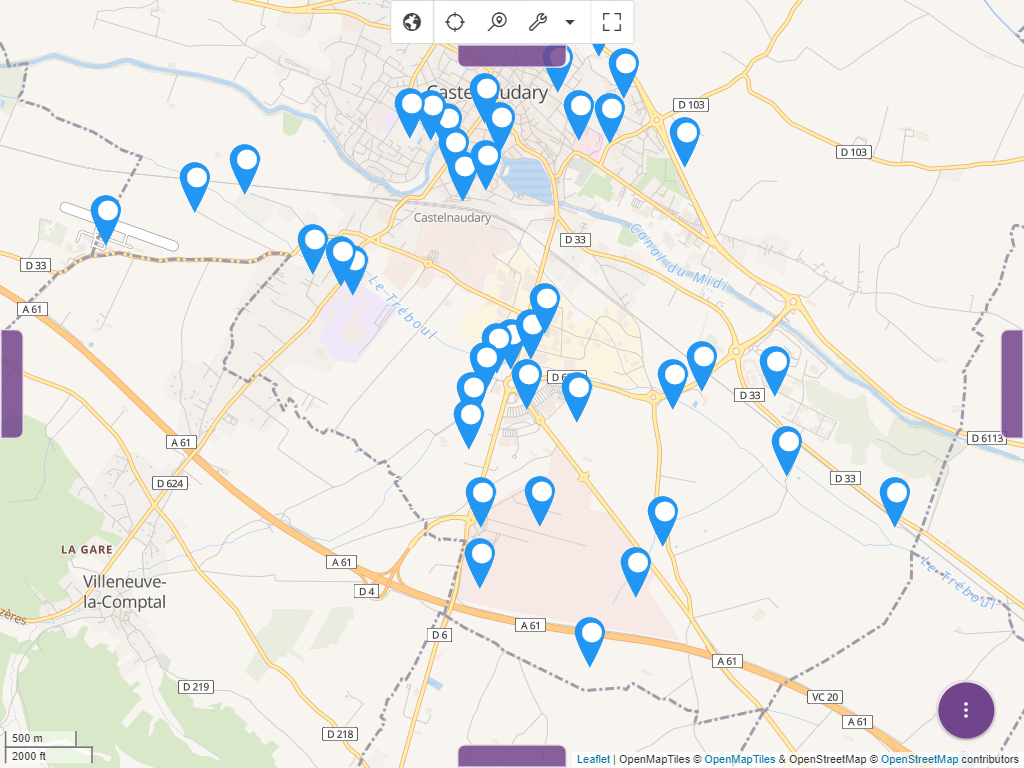 Castelnaudary
D 103
D 103
Castelnaudary
D 33
Canal du Midi
D 33
A 61
Le Tréboul
D 33
D 6113
A 61
D 624
D 33
LA GARE
Villeneuve-
la-Comptal
A 61
D 4
Le Tréboul
zères
D 6
A 61
A 61
D 219
VC 20
A 61
D 218
500 m
2000 ft
Leaflet | OpenMapTiles © OpenMapTiles & OpenStreetMap © OpenStreetMap contributors